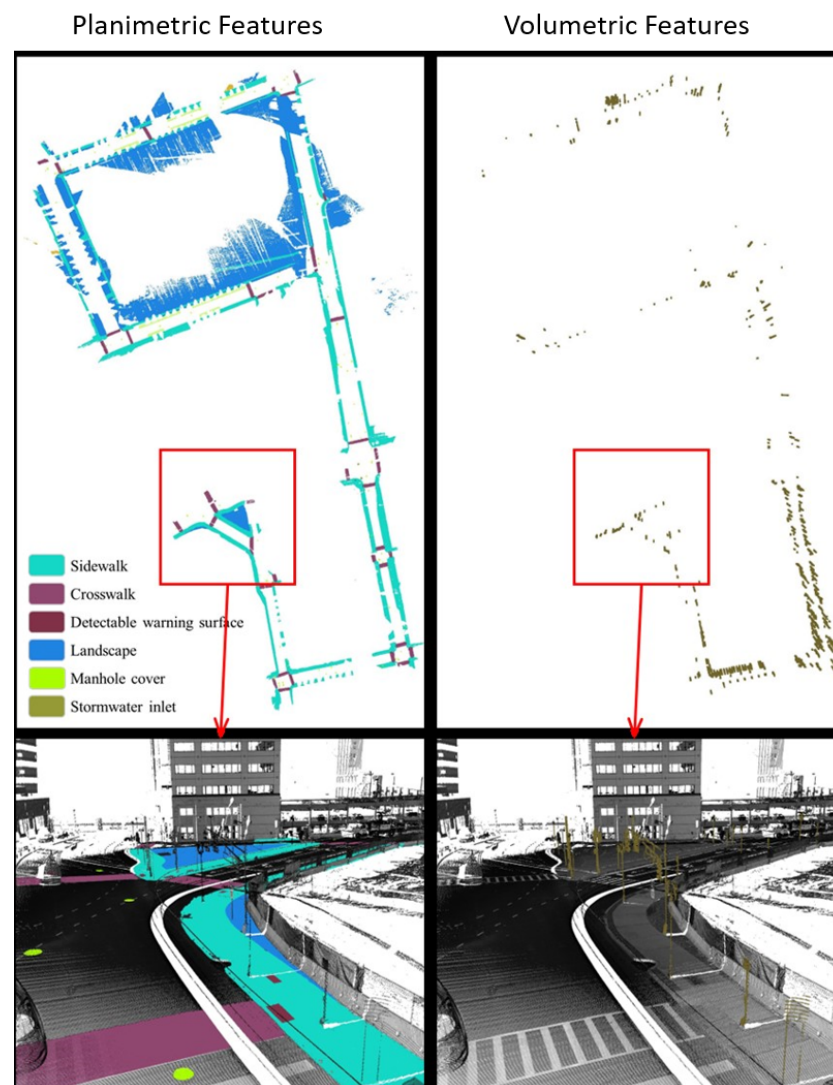 Planimetric Features
Volumetric Features
Sidewalk
Crosswalk
Detectable warning surface
Landscape
Manhole cover
Stormwater inlet